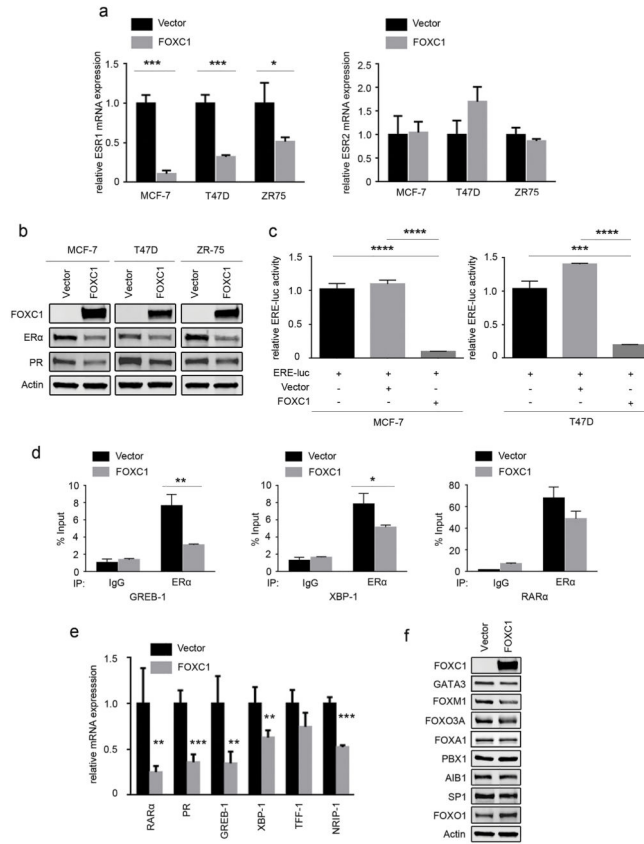 a
Vector
FOXC1
relative ESR1 mRNA expression
1.5
1.0
0.5
0
***
***
*
MCF-7
T47D
ZR75
Vector
FOXC1
relative ESR2 mRNA expression
2.5
2.0
1.5
1.0
0.5
0
MCF-7
T47D
ZR75
b
MCF-7 T47D ZR-75
Vector FOXC1 Vector FOXC1 Vector FOXC1
FOXC1
ERα
PR
Actin
c
relative ERE-luc activity
1.5
1.0
0.5
0.0
****
****
ERE-luc + + +
Vector - + -
FOXC1 - - +
MCF-7
relative ERE-luc activity
1.5
1.0
0.5
0.0
****
***
+ + +
- + -
- - +
T47D
d
Vector
FOXC1
% Input
10
8
6
4
2
0
**
IP: IgG ERα
GREB-1
Vector
FOXC1
% Input
10
8
6
4
2
0
*
IP: IgG ERα
XBP-1
Vector
FOXC1
% Input
80
60
40
20
0
IP: IgG ERα
RARα
e
Vector
FOXC1
relative mRNA expresssion
1.5
1.0
0.5
0
** *** ** ** ***
RARα
PR
GREB-1
XBP-1
TFF-1
NRIP-1
f
Vector FOXC1
FOXC1
GATA3
FOXM1
FOXO3A
FOXA1
PBX1
AIB1
SP1
FOXO1
Actin